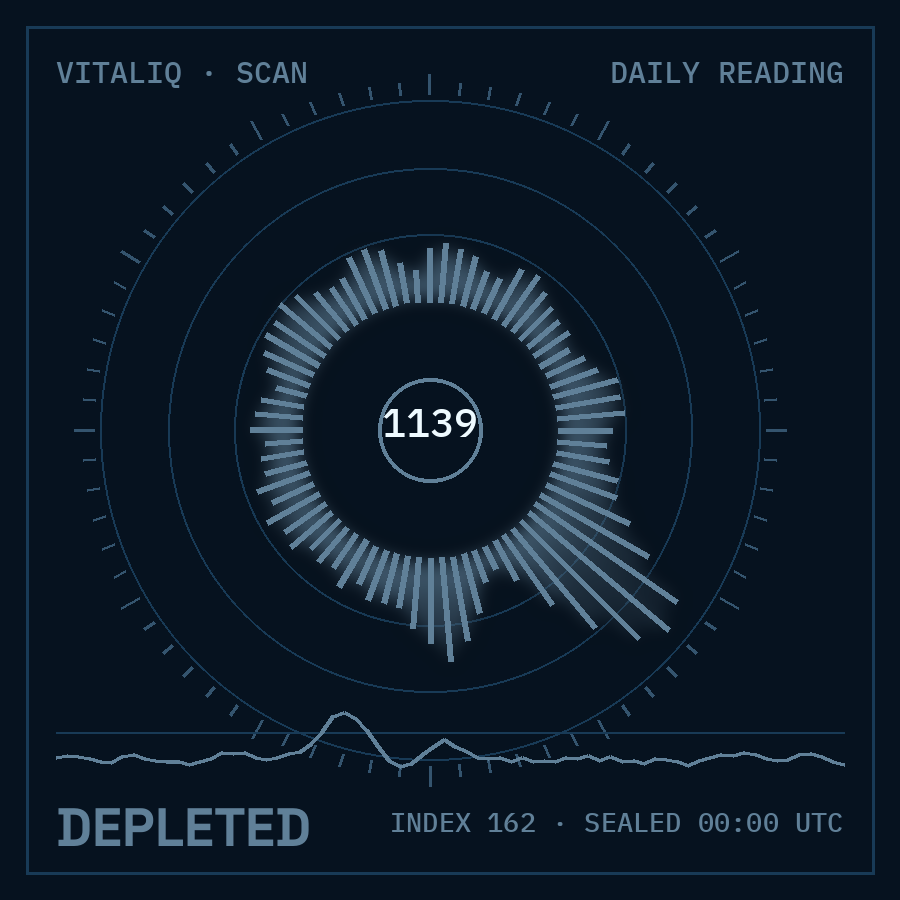 VITALIQ · SCAN
DAILY READING
1139
DEPLETED
INDEX 162 · SEALED 00:00 UTC